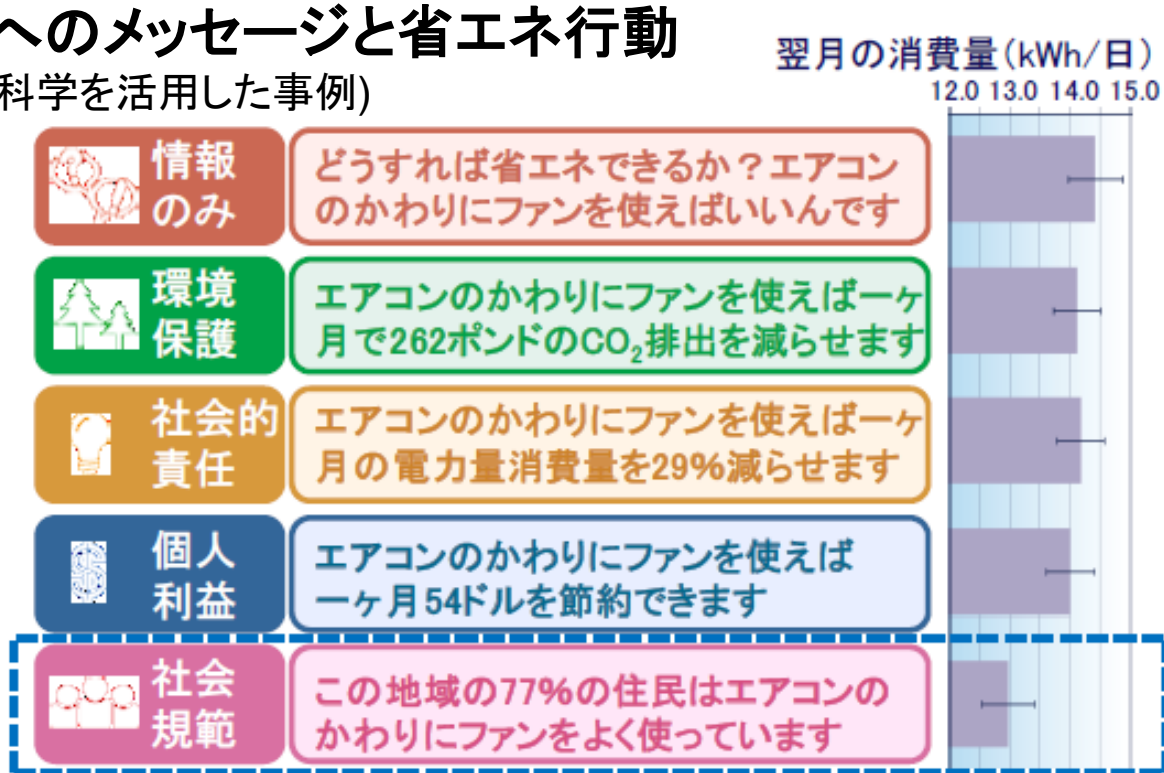 へのメッセージと省エネ行動
科学を活用した事例)
翌月の消費量(kWh/日)
12.0 13.0 14.0 15.0
情報
のみ
どうすれば省エネできるか？エアコン
のかわりにファンを使えばいいんです
環境
保護
エアコンのかわりにファンを使えば一ヶ
月で262ポンドのCO₂排出を減らせます
社会的
責任
エアコンのかわりにファンを使えば一ヶ
月の電力量消費量を29%減らせます
個人
利益
エアコンのかわりにファンを使えば
一ヶ月54ドルを節約できます
社会
規範
この地域の77%の住民はエアコンの
かわりにファンをよく使っています